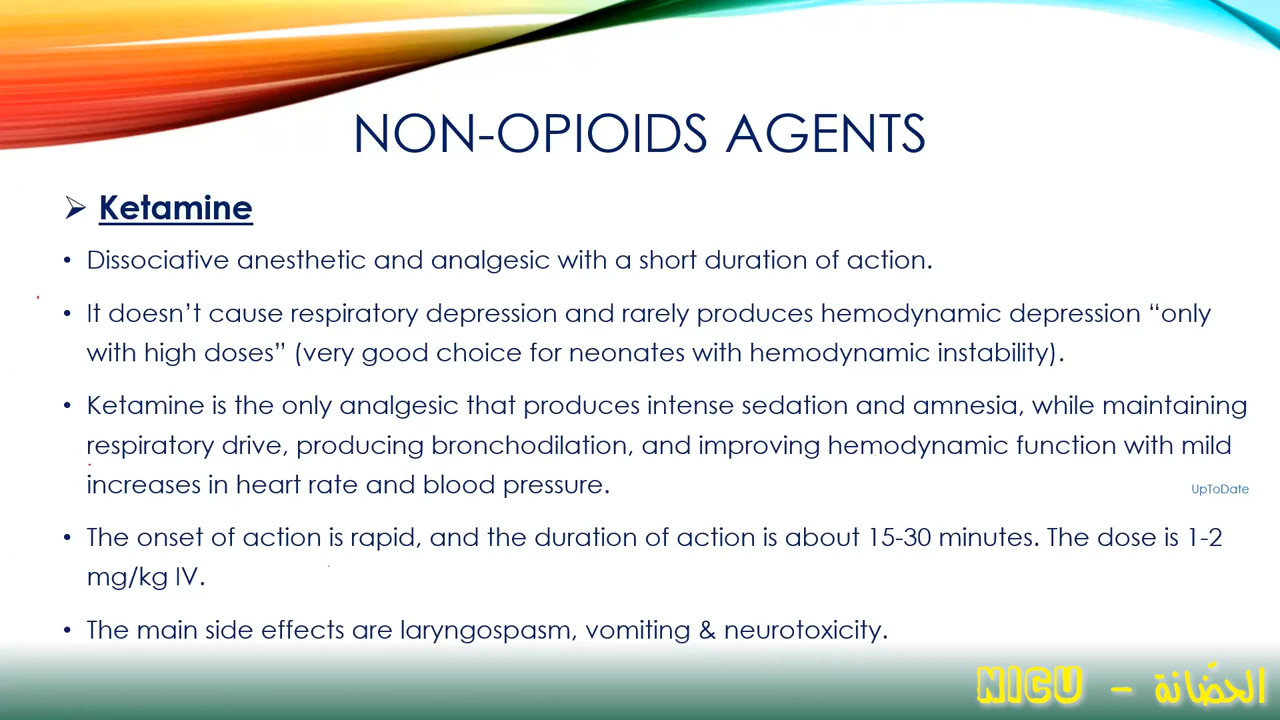 NON-OPIOIDS AGENTS
➢ Ketamine
• Dissociative anesthetic and analgesic with a short duration of action.
• It doesn’t cause respiratory depression and rarely produces hemodynamic depression “only
with high doses” (very good choice for neonates with hemodynamic instability).
• Ketamine is the only analgesic that produces intense sedation and amnesia, while maintaining
respiratory drive, producing bronchodilation, and improving hemodynamic function with mild
increases in heart rate and blood pressure.
UpToDate
• The onset of action is rapid, and the duration of action is about 15-30 minutes. The dose is 1-2
mg/kg IV.
• The main side effects are laryngospasm, vomiting & neurotoxicity.
NICU - الحضّانة